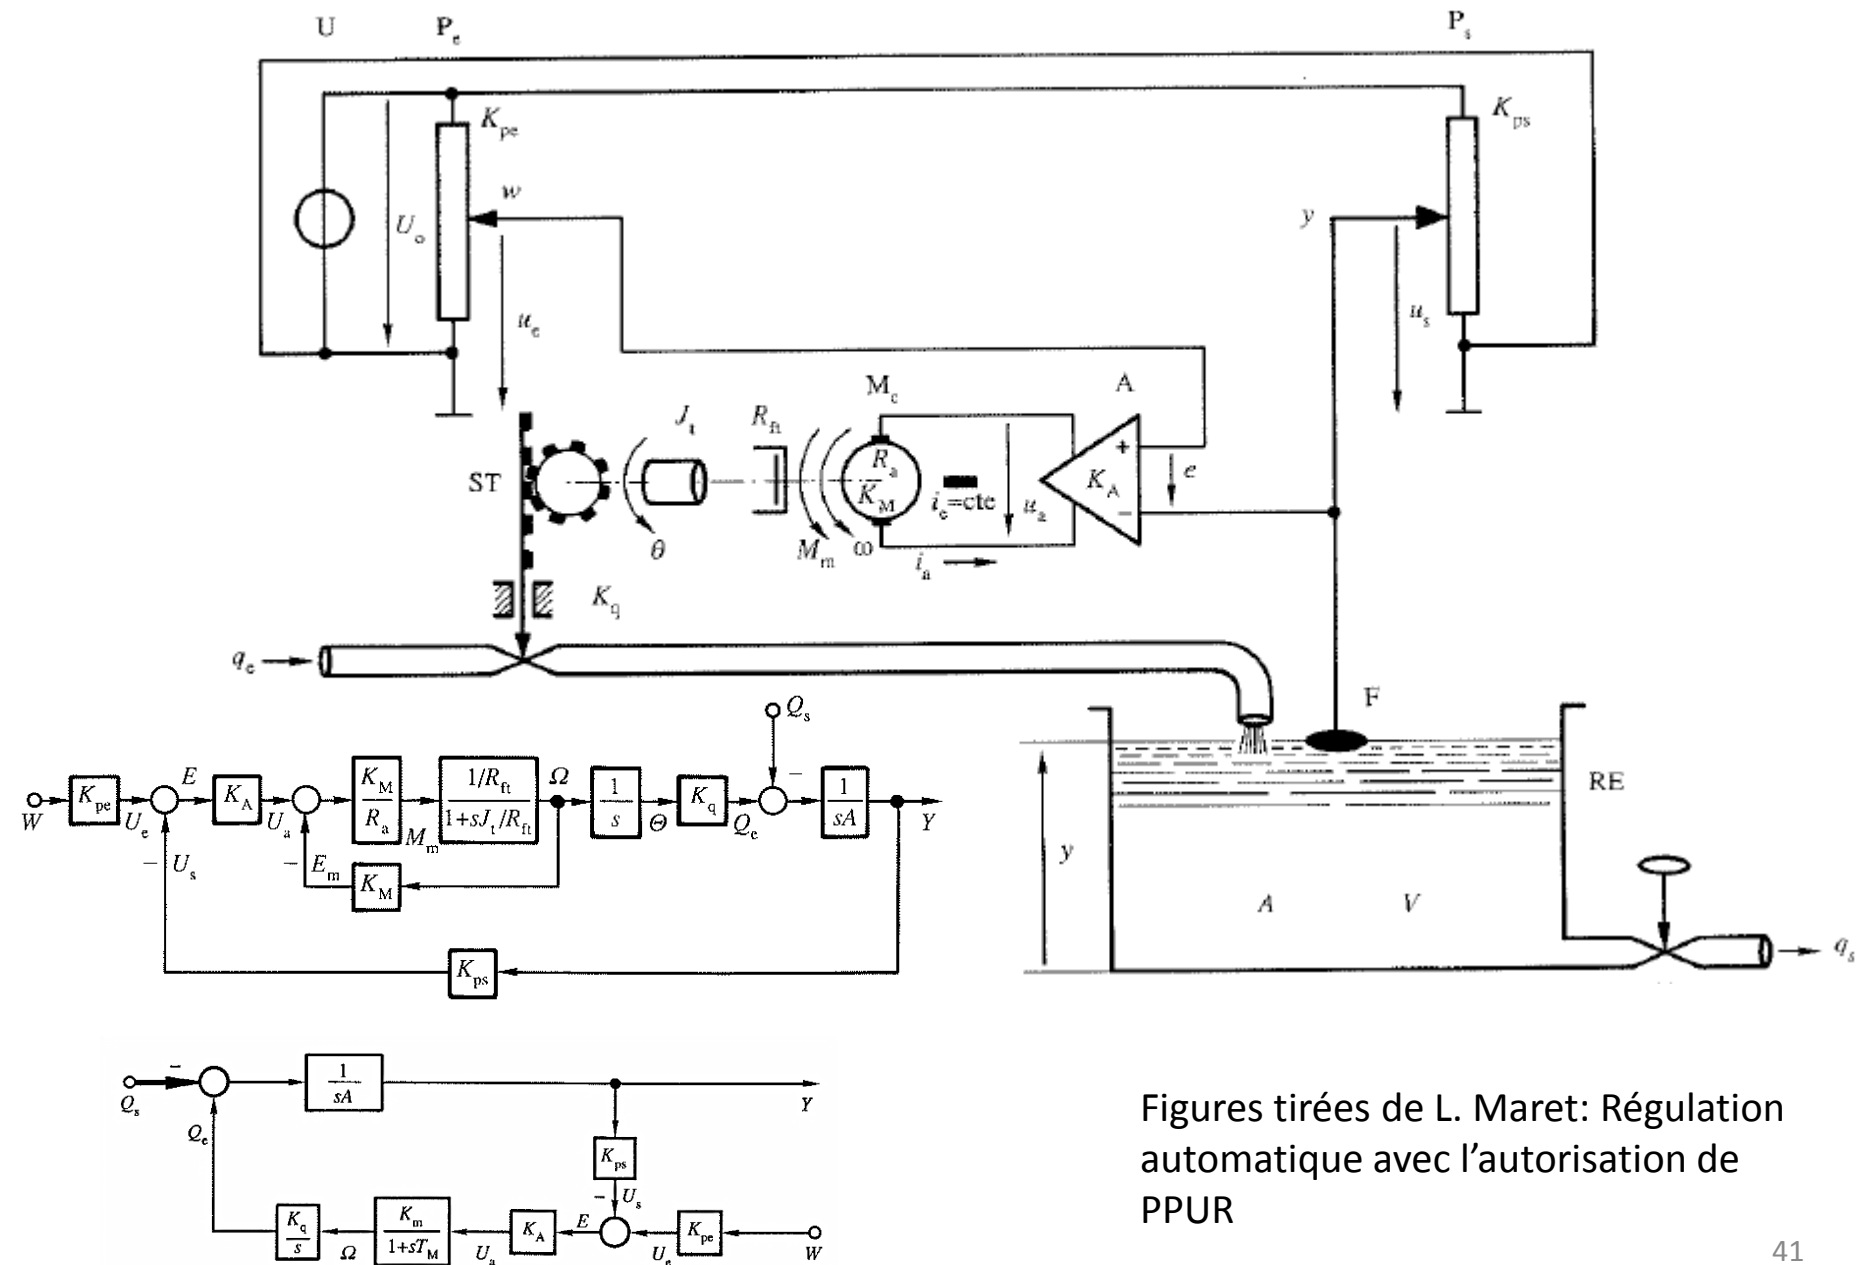 U P_e P_s
K_pe K_ps
w y
U_o
u_e u_s
M_c A
J_t R_ft
ST R_a + e
K_M i_e=cte u_a K_A −
θ M_m ω i_a
K_q
q_e
F
Q_s
RE
E K_M 1/R_ft Ω 1 −
W K_pe U_e K_A U_a R_a M_m 1+sJ_t/R_ft s Θ K_q Q_e 1 sA Y
− U_s − E_m K_M
y A V
q_s
K_ps
− 1
Q_s sA Y
Q_e
K_ps
− U_s
K_q K_m K_A E K_pe
s Ω 1+sT_M U_a U_e W
Figures tirées de L. Maret: Régulation
automatique avec l’autorisation de
PPUR
41